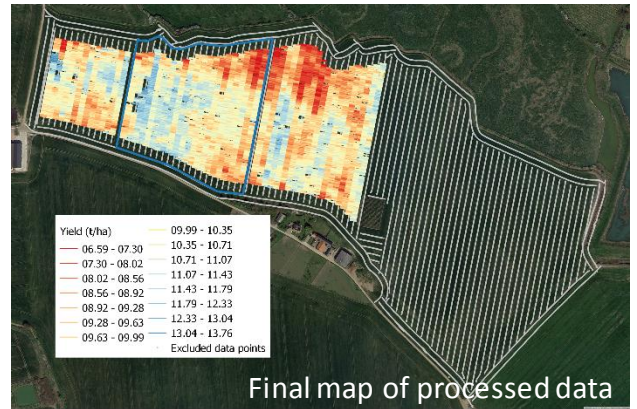 Yield (t/ha)
06.59 - 07.30
07.30 - 08.02
08.02 - 08.56
08.56 - 08.92
08.92 - 09.28
09.28 - 09.63
09.63 - 09.99
09.99 - 10.35
10.35 - 10.71
10.71 - 11.07
11.07 - 11.43
11.43 - 11.79
11.79 - 12.33
12.33 - 13.04
13.04 - 13.76
Excluded data points
Final map of processed data